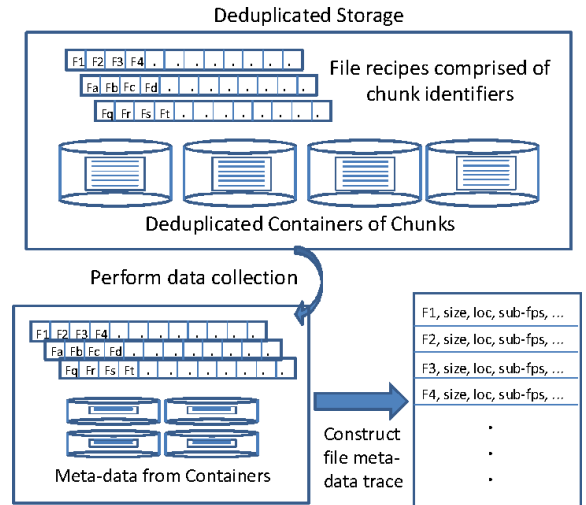 Deduplicated Storage
F1 F2 F3 F4 . . . . . . .
Fa Fb Fc Fd . . . . . . .
Fq Fr Fs Ft . . . . . . .
File recipes comprised of
chunk identifiers
Deduplicated Containers of Chunks
Perform data collection
F1 F2 F3 F4 . . . . . . .
Fa Fb Fc Fd . . . . . . .
Fq Fr Fs Ft . . . . . . .
Meta-data from Containers
Construct
file meta-
data trace
F1, size, loc, sub-fps, ...
F2, size, loc, sub-fps, ...
F3, size, loc, sub-fps, ...
F4, size, loc, sub-fps, ...
.
.
.